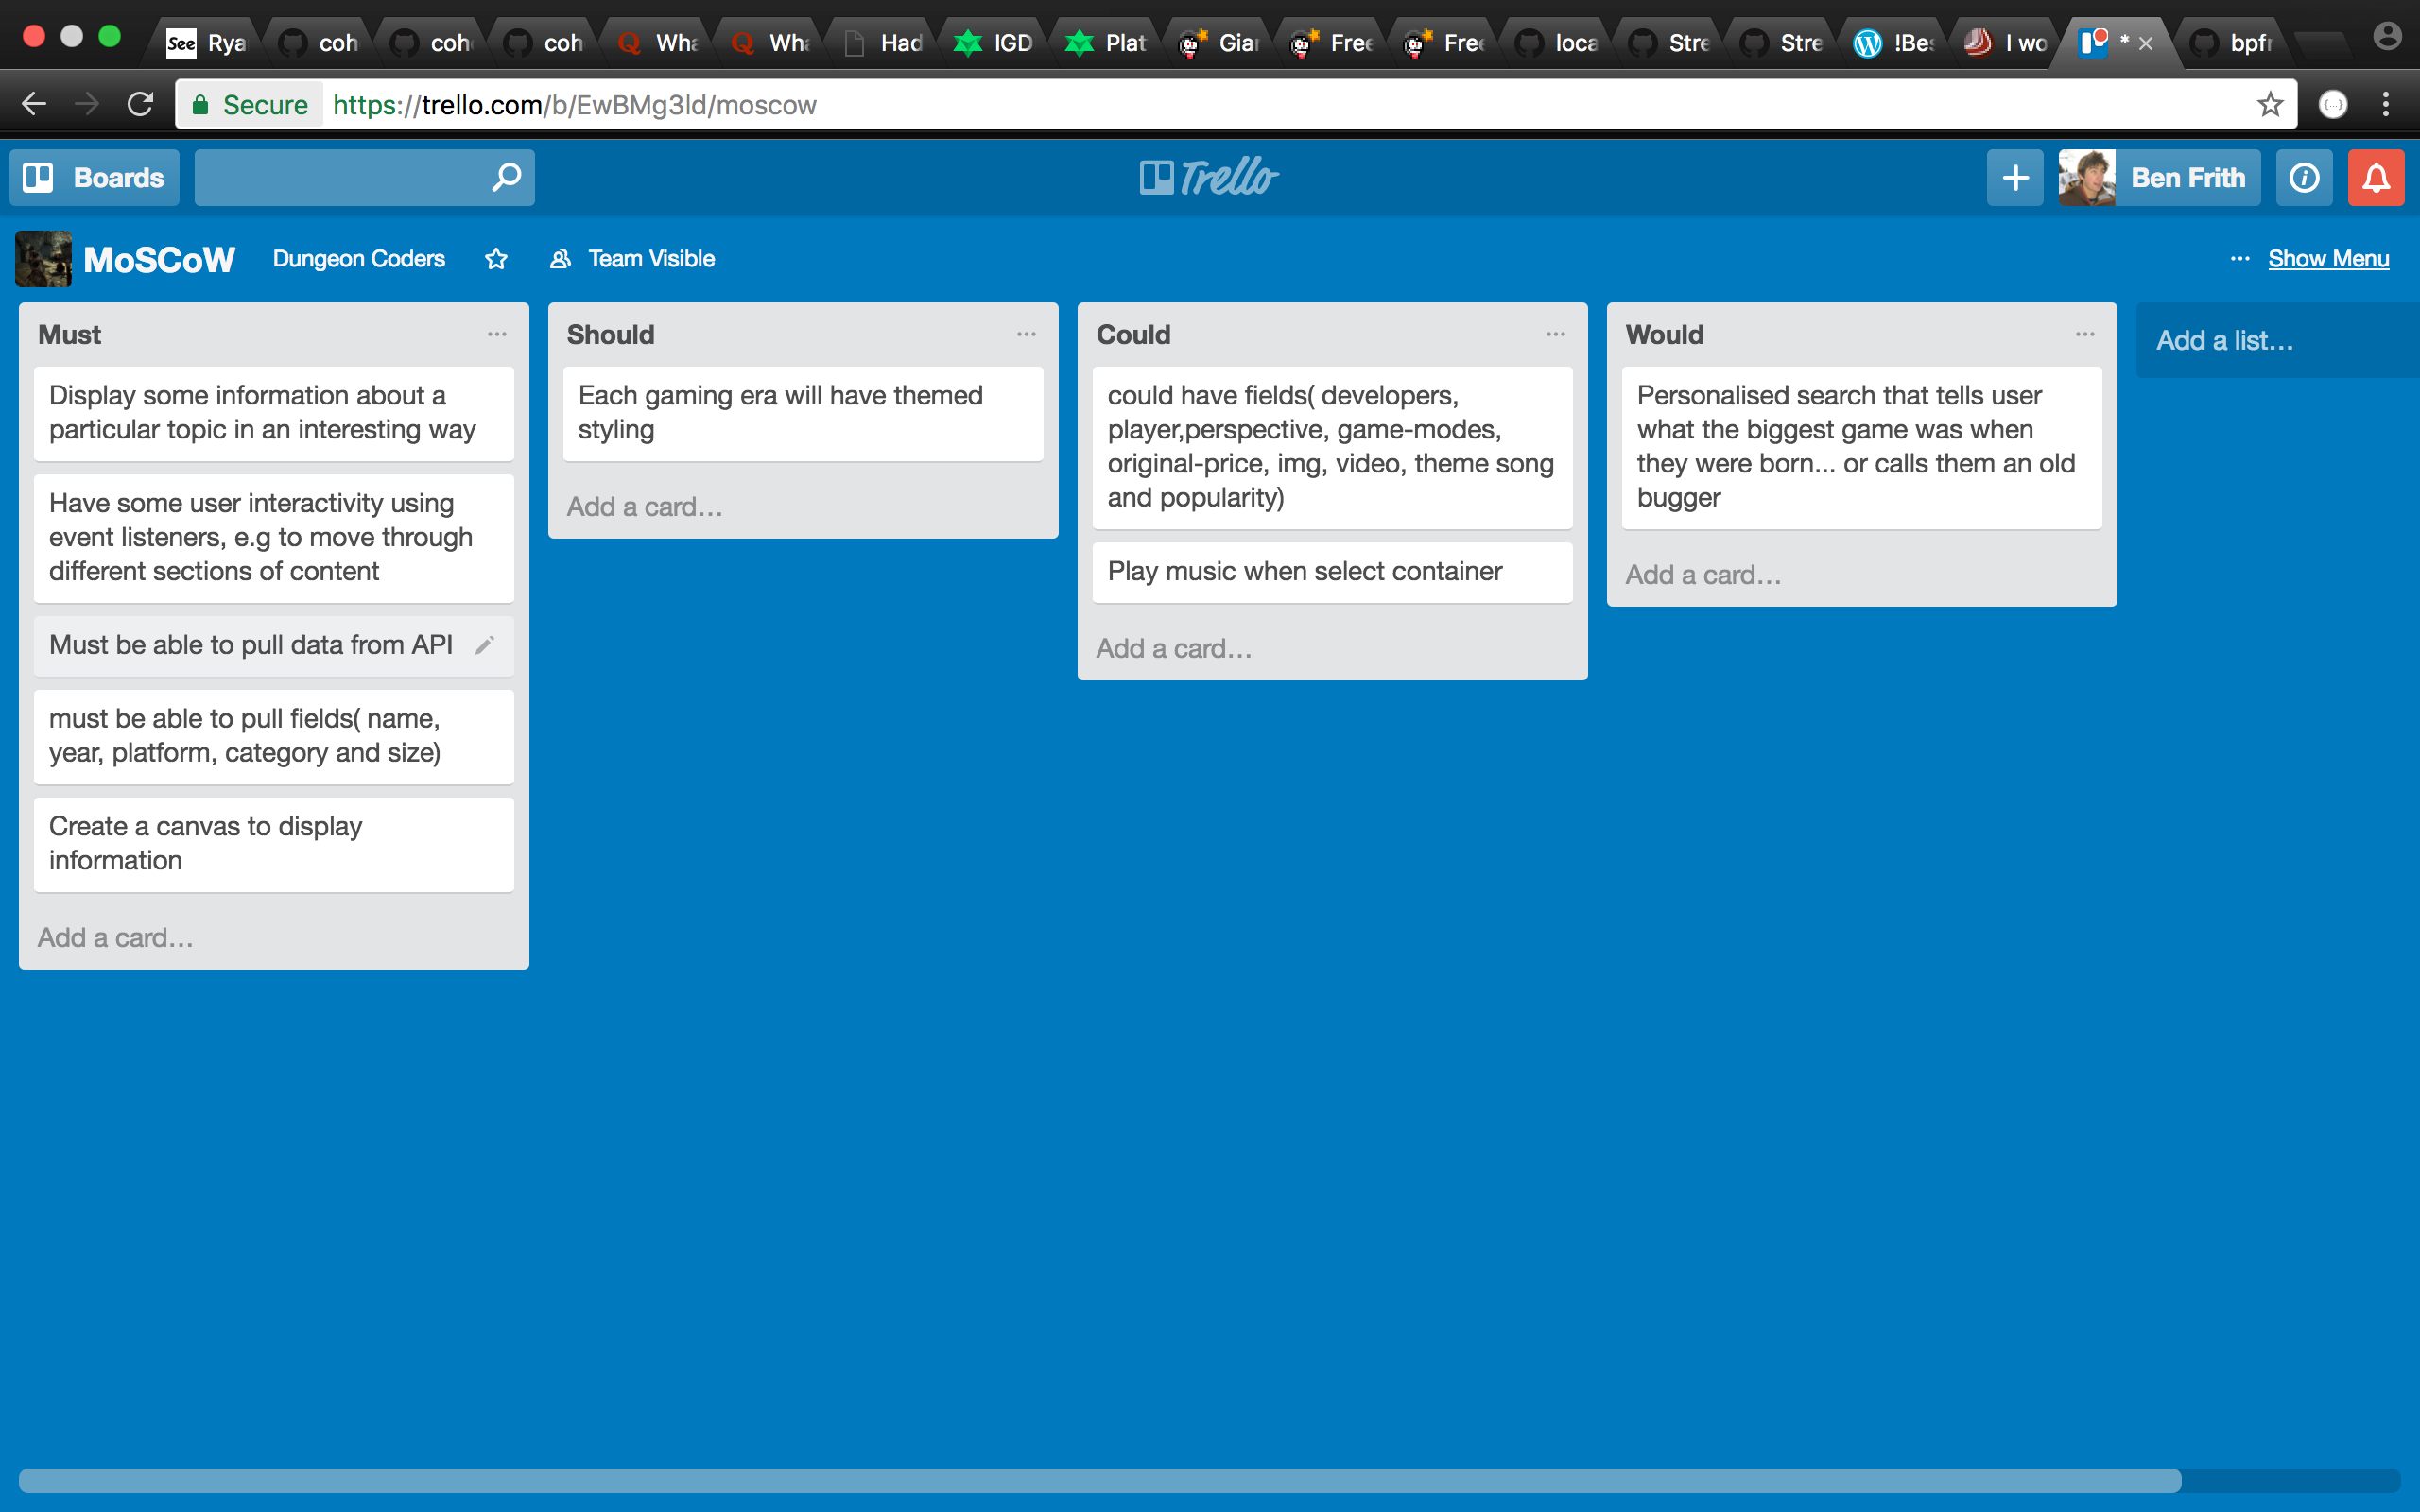 See Rya coh coh coh Wha Wha Had IGD Plat Gian Free Free loca Stre Stre !Bes I wo * bpfr
Secure https://trello.com/b/EwBMg3ld/moscow
Boards Trello Ben Frith
MoSCoW Dungeon Coders Team Visible ... Show Menu
Must
Display some information about a
particular topic in an interesting way
Have some user interactivity using
event listeners, e.g to move through
different sections of content
Must be able to pull data from API
must be able to pull fields( name,
year, platform, category and size)
Create a canvas to display
information
Add a card...
Should
Each gaming era will have themed
styling
Add a card...
Could
could have fields( developers,
player,perspective, game-modes,
original-price, img, video, theme song
and popularity)
Play music when select container
Add a card...
Would
Personalised search that tells user
what the biggest game was when
they were born... or calls them an old
bugger
Add a card...
Add a list...